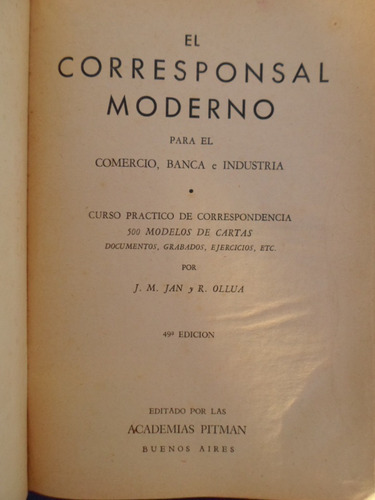 EL
CORRESPONSAL
MODERNO
PARA EL
COMERCIO, BANCA e INDUSTRIA
•
CURSO PRACTICO DE CORRESPONDENCIA
500 MODELOS DE CARTAS
DOCUMENTOS, GRABADOS, EJERCICIOS, ETC.
POR
J. M. JAN y R. OLLUA
49ª EDICION
EDITADO POR LAS
ACADEMIAS PITMAN
BUENOS AIRES